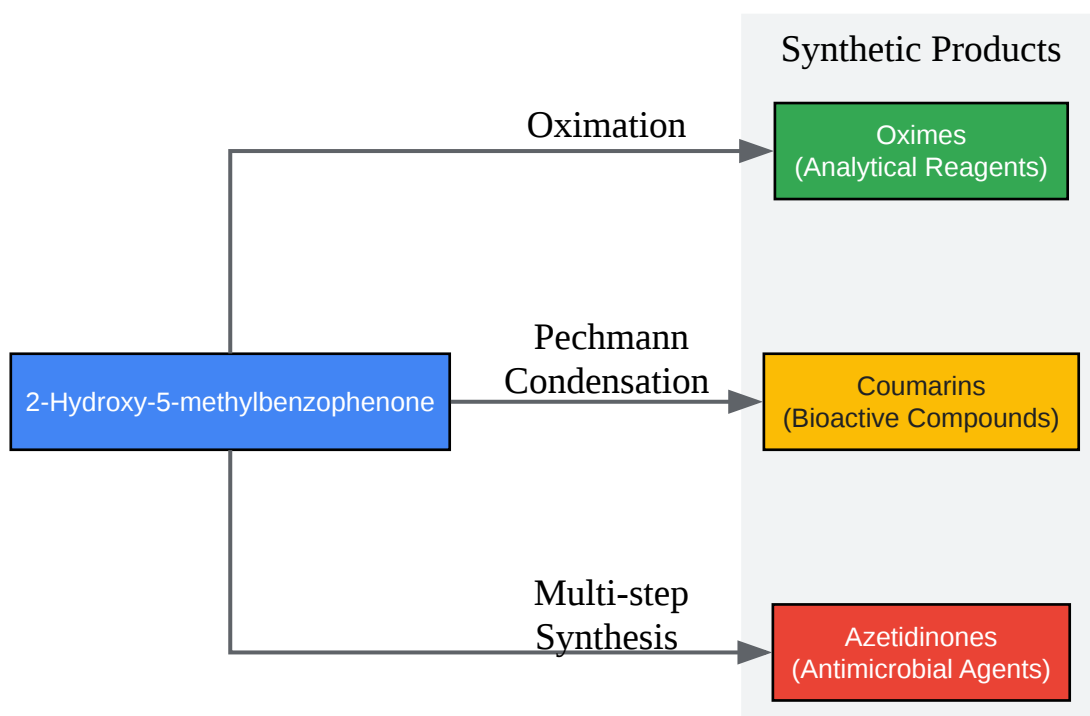 Synthetic Products
Oximation
Oximes
(Analytical Reagents)
Pechmann
Condensation
2-Hydroxy-5-methylbenzophenone
Coumarins
(Bioactive Compounds)
Multi-step
Synthesis
Azetidinones
(Antimicrobial Agents)